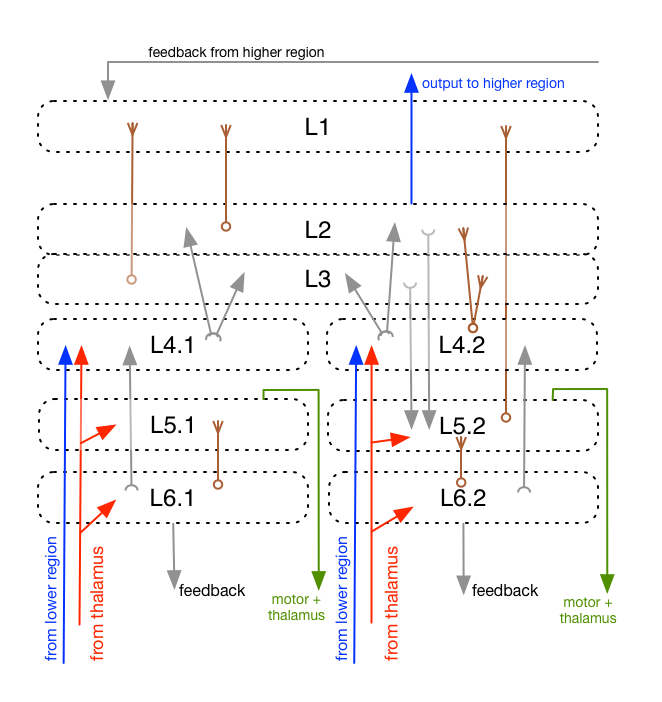 feedback from higher region
output to higher region
L1
L2
L3
L4.1
L4.2
L5.1
L5.2
L6.1
L6.2
from lower region
from thalamus
feedback
motor +
thalamus
from lower region
from thalamus
feedback
motor +
thalamus